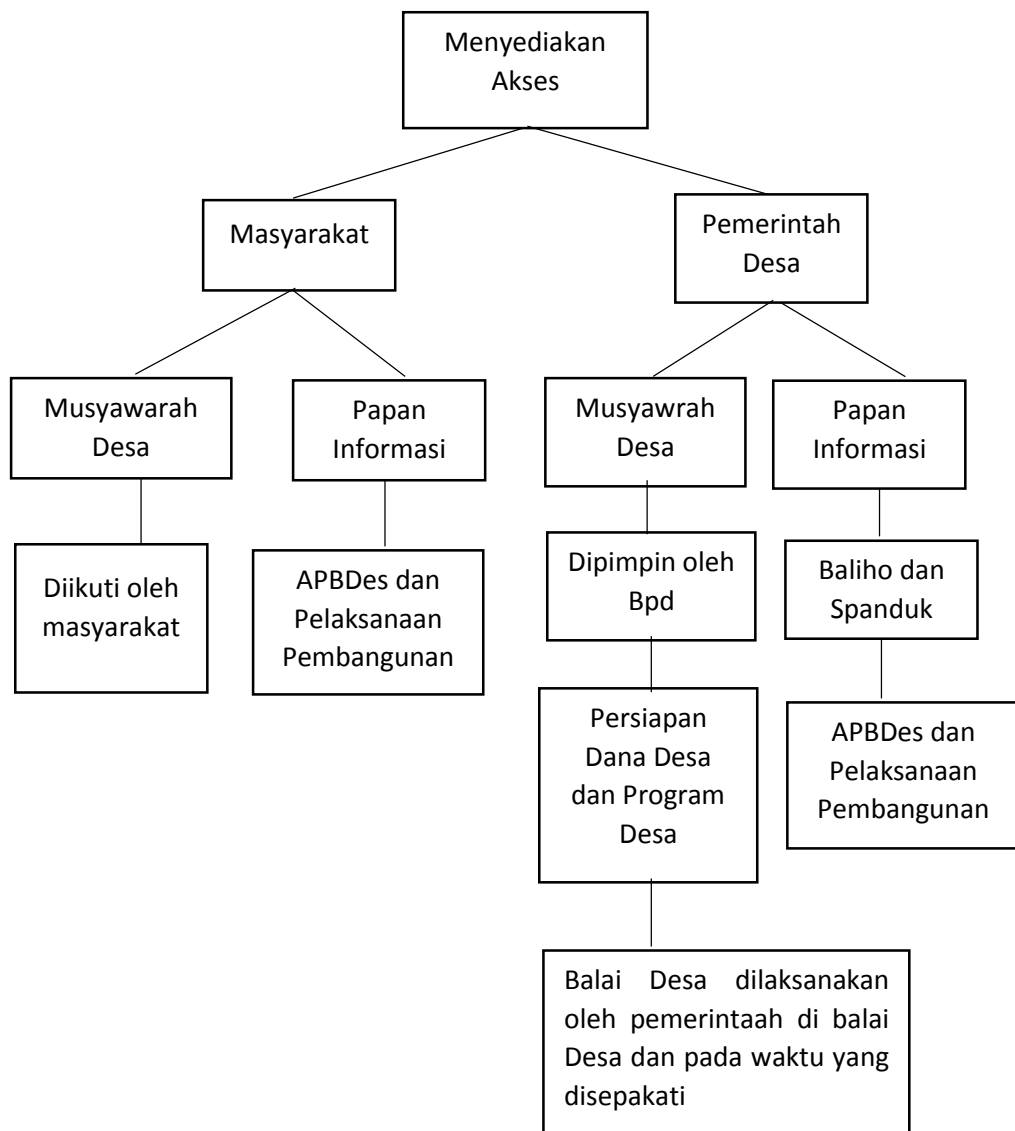 Menyediakan
Akses
Masyarakat
Pemerintah
Desa
Musyawarah
Desa
Papan
Informasi
Musyawrah
Desa
Papan
Informasi
Diikuti oleh
masyarakat
APBDes dan
Pelaksanaan
Pembangunan
Dipimpin oleh
Bpd
Baliho dan
Spanduk
Persiapan
Dana Desa
dan Program
Desa
APBDes dan
Pelaksanaan
Pembangunan
Balai Desa dilaksanakan
oleh pemerintaah di balai
Desa dan pada waktu yang
disepakati